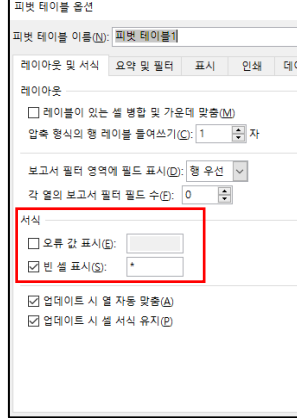 피벗 테이블 옵션
피벗 테이블 이름(N): 피벗 테이블1
레이아웃 및 서식 요약 및 필터 표시 인쇄 데이
레이아웃
레이블이 있는 셀 병합 및 가운데 맞춤(M)
압축 형식의 행 레이블 들여쓰기(C): 1 자
보고서 필터 영역에 필드 표시(D): 행 우선
각 열의 보고서 필터 필드 수(F): 0
서식
오류 값 표시(E):
빈 셀 표시(S): *
업데이트 시 열 자동 맞춤(A)
업데이트 시 셀 서식 유지(P)